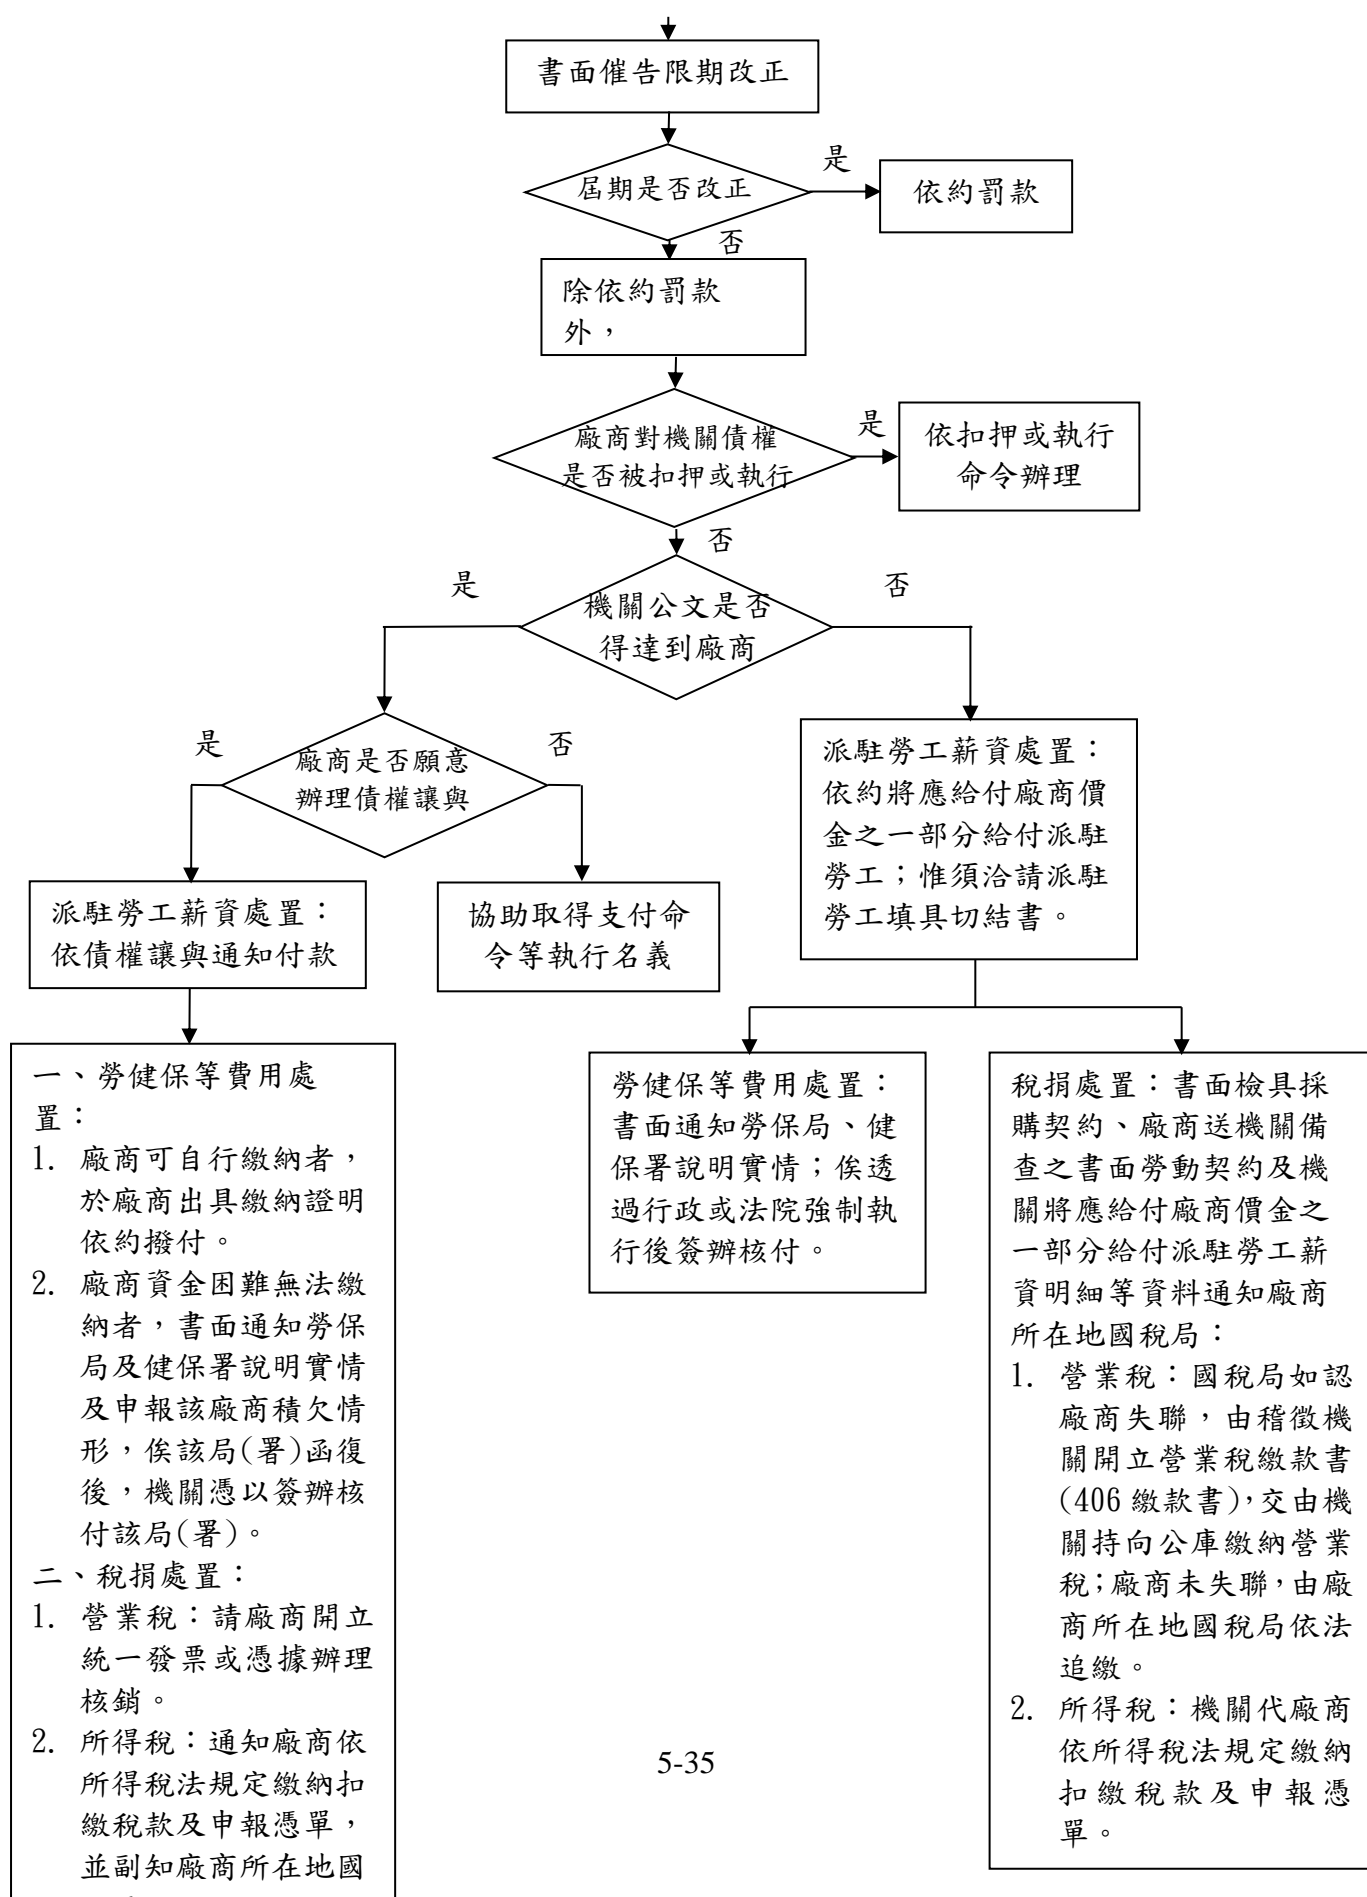 書面催告限期改正
屆期是否改正
是
依約罰款
否
除依約罰款
外，
廠商對機關債權
是否被扣押或執行
是
依扣押或執行
命令辦理
否
機關公文是否
得達到廠商
是
否
廠商是否願意
辦理債權讓與
是
否
派駐勞工薪資處置：
依債權讓與通知付款
協助取得支付命
令等執行名義
派駐勞工薪資處置：
依約將應給付廠商價
金之一部分給付派駐
勞工；惟須洽請派駐
勞工填具切結書。
一、勞健保等費用處
置：
1. 廠商可自行繳納者，
於廠商出具繳納證明
依約撥付。
2. 廠商資金困難無法繳
納者，書面通知勞保
局及健保署說明實情
及申報該廠商積欠情
形，俟該局(署)函復
後，機關憑以簽辦核
付該局(署)。
二、稅捐處置：
1. 營業稅：請廠商開立
統一發票或憑據辦理
核銷。
2. 所得稅：通知廠商依
所得稅法規定繳納扣
繳稅款及申報憑單，
並副知廠商所在地國
勞健保等費用處置：
書面通知勞保局、健
保署說明實情；俟透
過行政或法院強制執
行後簽辦核付。
稅捐處置：書面檢具採
購契約、廠商送機關備
查之書面勞動契約及機
關將應給付廠商價金之
一部分給付派駐勞工薪
資明細等資料通知廠商
所在地國稅局：
1. 營業稅：國稅局如認
廠商失聯，由稽徵機
關開立營業稅繳款書
(406 繳款書)，交由機
關持向公庫繳納營業
稅；廠商未失聯，由廠
商所在地國稅局依法
追繳。
2. 所得稅：機關代廠商
依所得稅法規定繳納
扣繳稅款及申報憑
單。
5-35